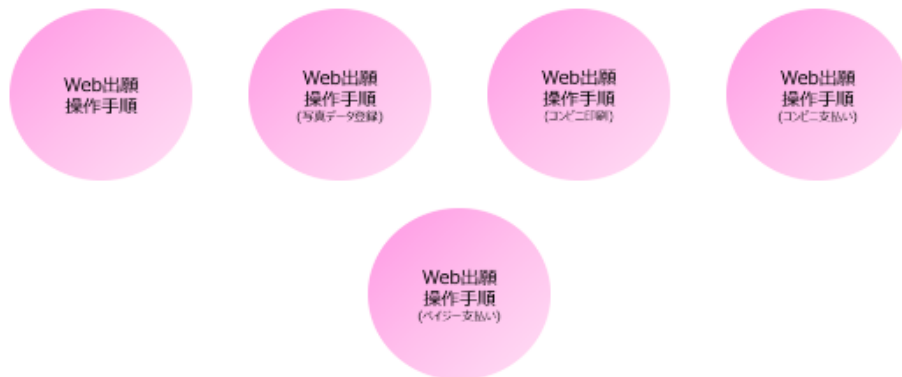 Web出願
操作手順
Web出願
操作手順
(写真データ登録)
Web出願
操作手順
(コンビニ印刷)
Web出願
操作手順
(コンビニ支払い)
Web出願
操作手順
(ペイジー支払い)